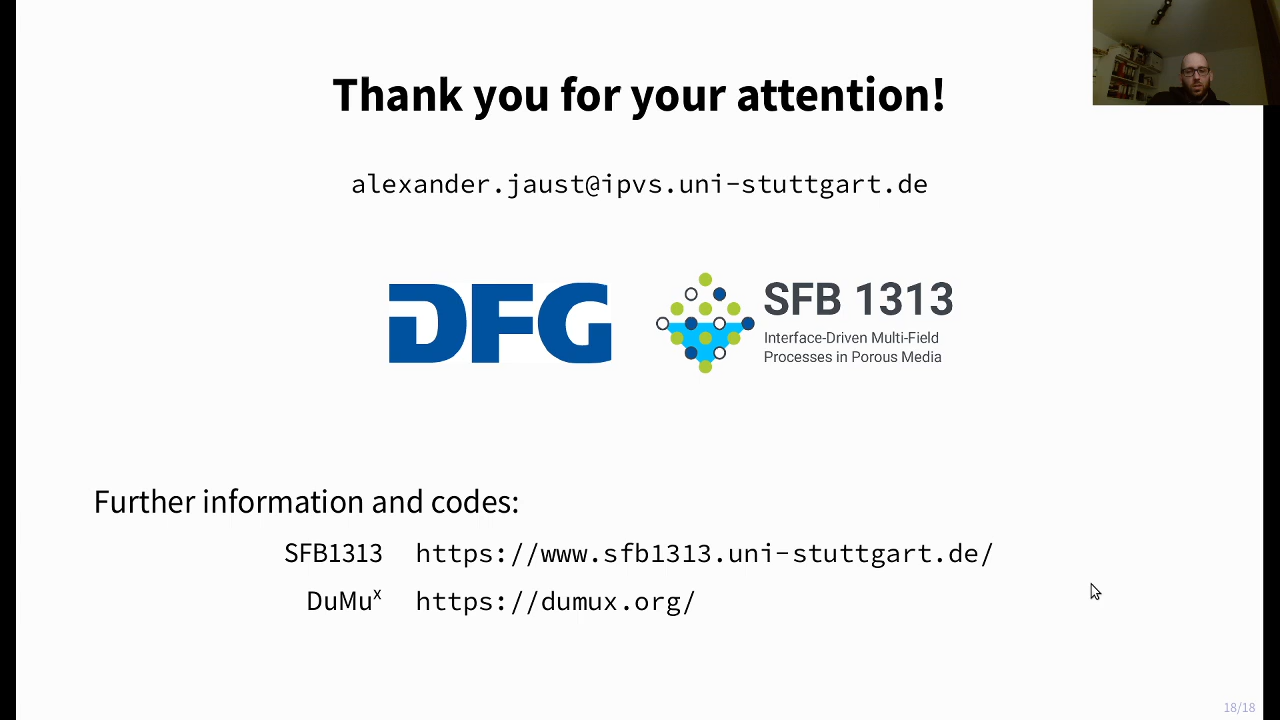 Thank you for your attention!
alexander.jaust@ipvs.uni-stuttgart.de
DFG
SFB 1313
Interface-Driven Multi-Field
Processes in Porous Media
Further information and codes:
SFB1313 https://www.sfb1313.uni-stuttgart.de/
DuMuˣ https://dumux.org/
18/18